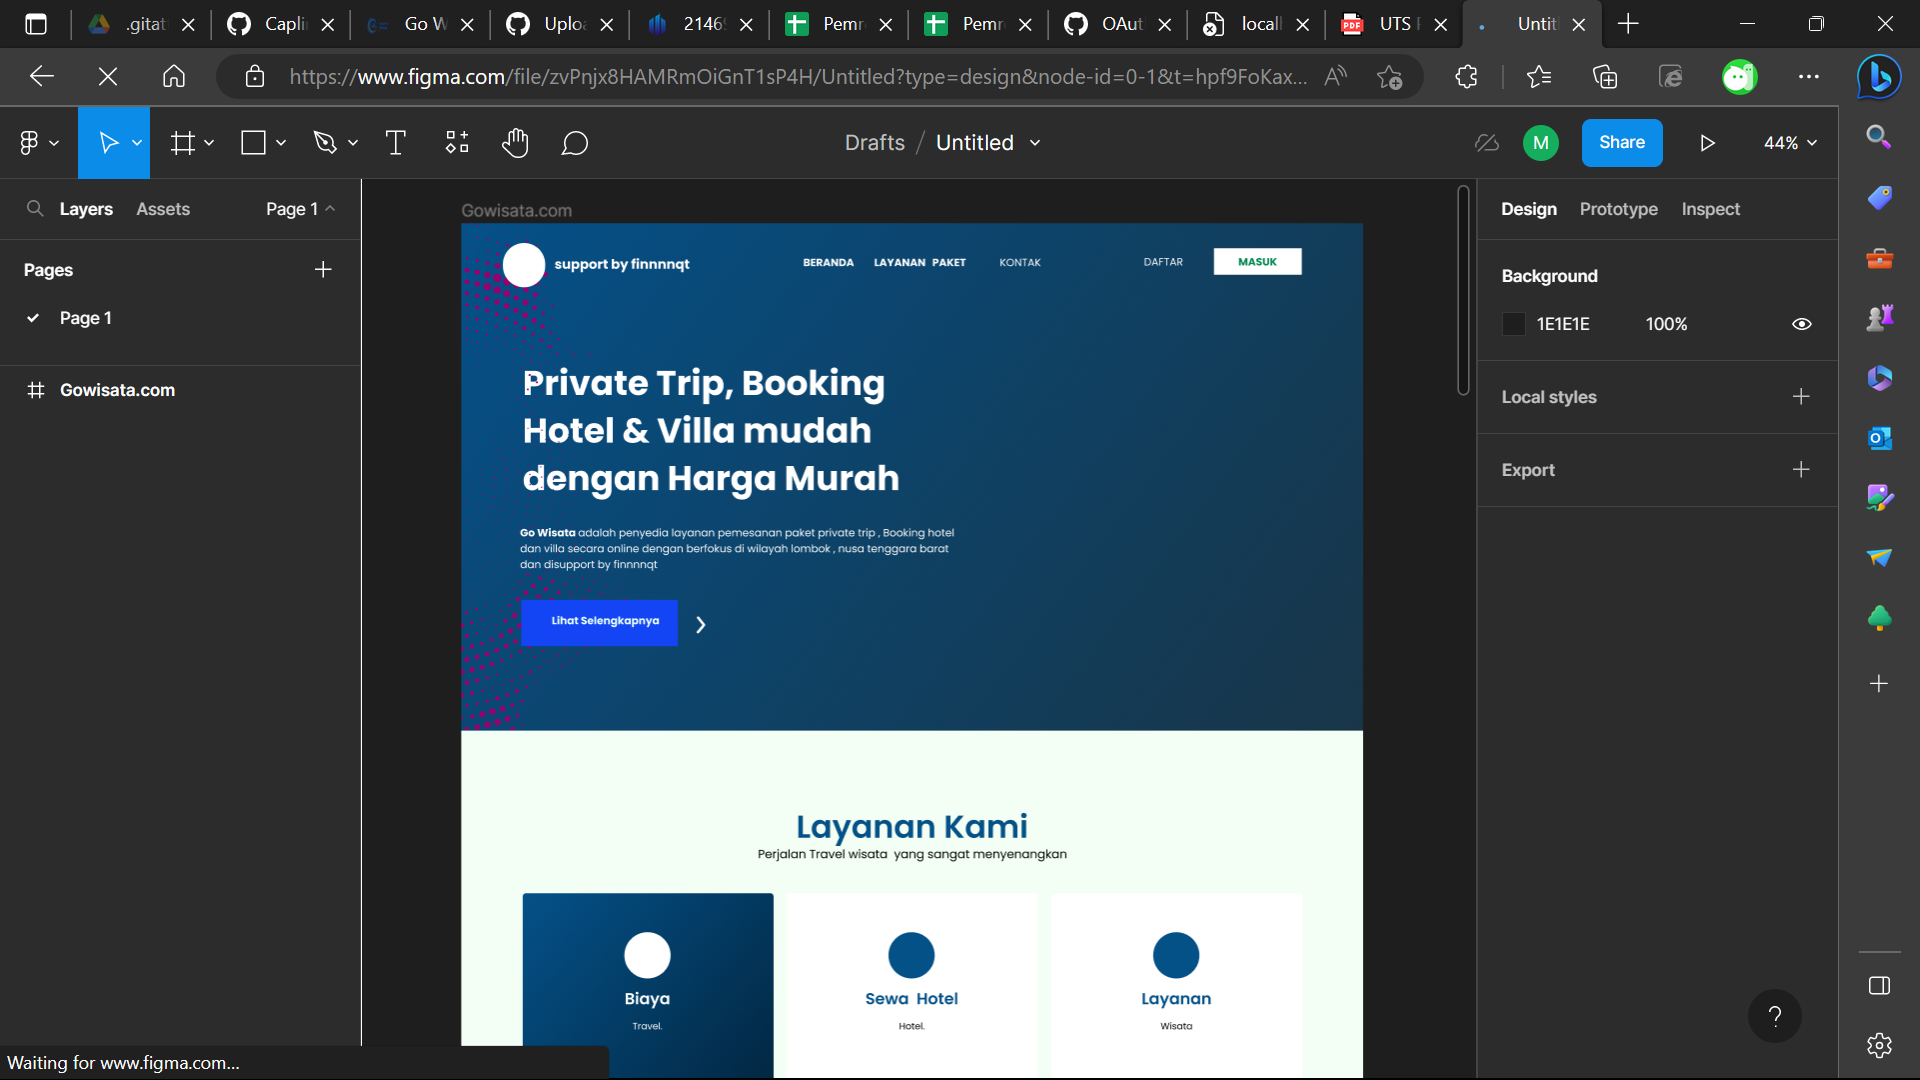 .gitat
Caplin
Go W
Uploa
21469
Pemr
Pemr
OAut
locall
UTS F
Untitl
https://www.figma.com/file/zvPnjx8HAMRmOiGnT1sP4H/Untitled?type=design&node-id=0-1&t=hpf9FoKax...
Drafts / Untitled
M
Share
44%
Layers Assets Page 1
Design Prototype Inspect
Pages
Page 1
Gowisata.com
Background
1E1E1E 100%
Local styles
Export
Gowisata.com
support by finnnnqt
BERANDA LAYANAN PAKET KONTAK DAFTAR MASUK
Private Trip, Booking
Hotel & Villa mudah
dengan Harga Murah
Go Wisata adalah penyedia layanan pemesanan paket private trip , Booking hotel
dan villa secara online dengan berfokus di wilayah lombok , nusa tenggara barat
dan disupport by finnnnqt
Lihat Selengkapnya
Layanan Kami
Perjalan Travel wisata yang sangat menyenangkan
Biaya
Travel.
Sewa Hotel
Hotel.
Layanan
Wisata
?
Waiting for www.figma.com...